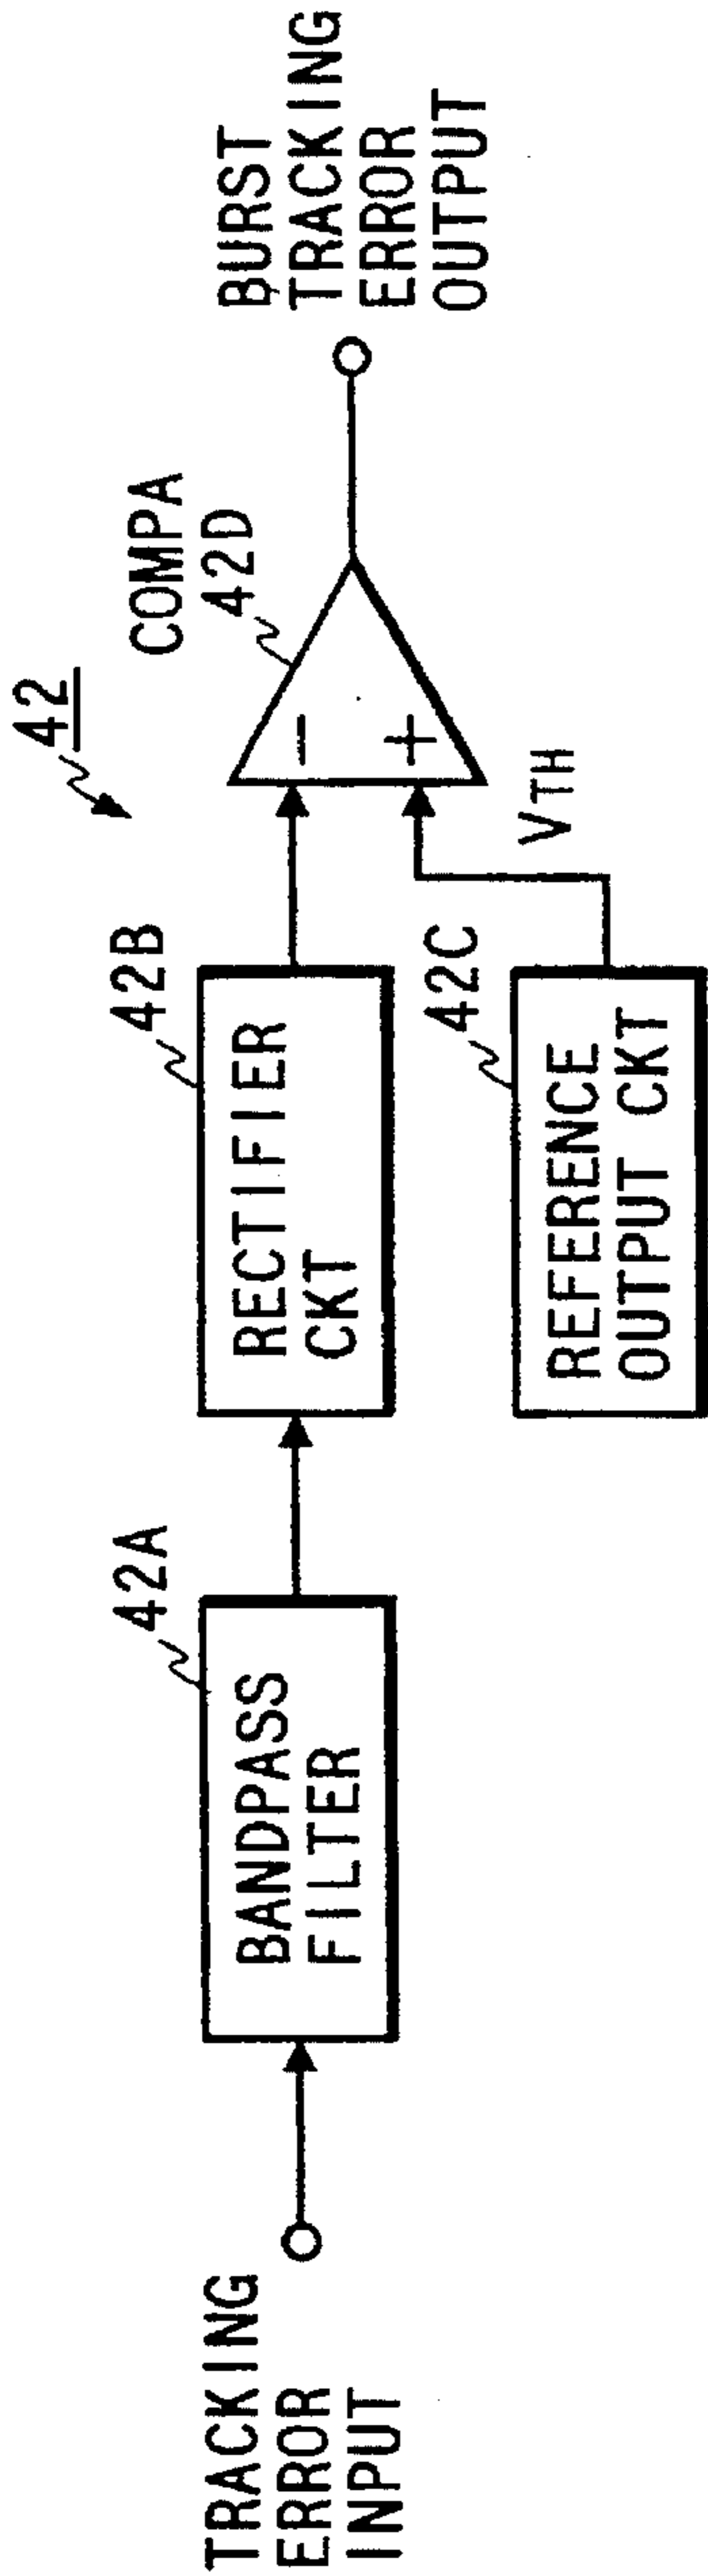 42
TRACKING
ERROR
INPUT
42A
BANDPASS
FILTER
42B
RECTIFIER
CKT
42C
REFERENCE
OUTPUT CKT
VTH
COMPA
42D
−
+
BURST
TRACKING
ERROR
OUTPUT